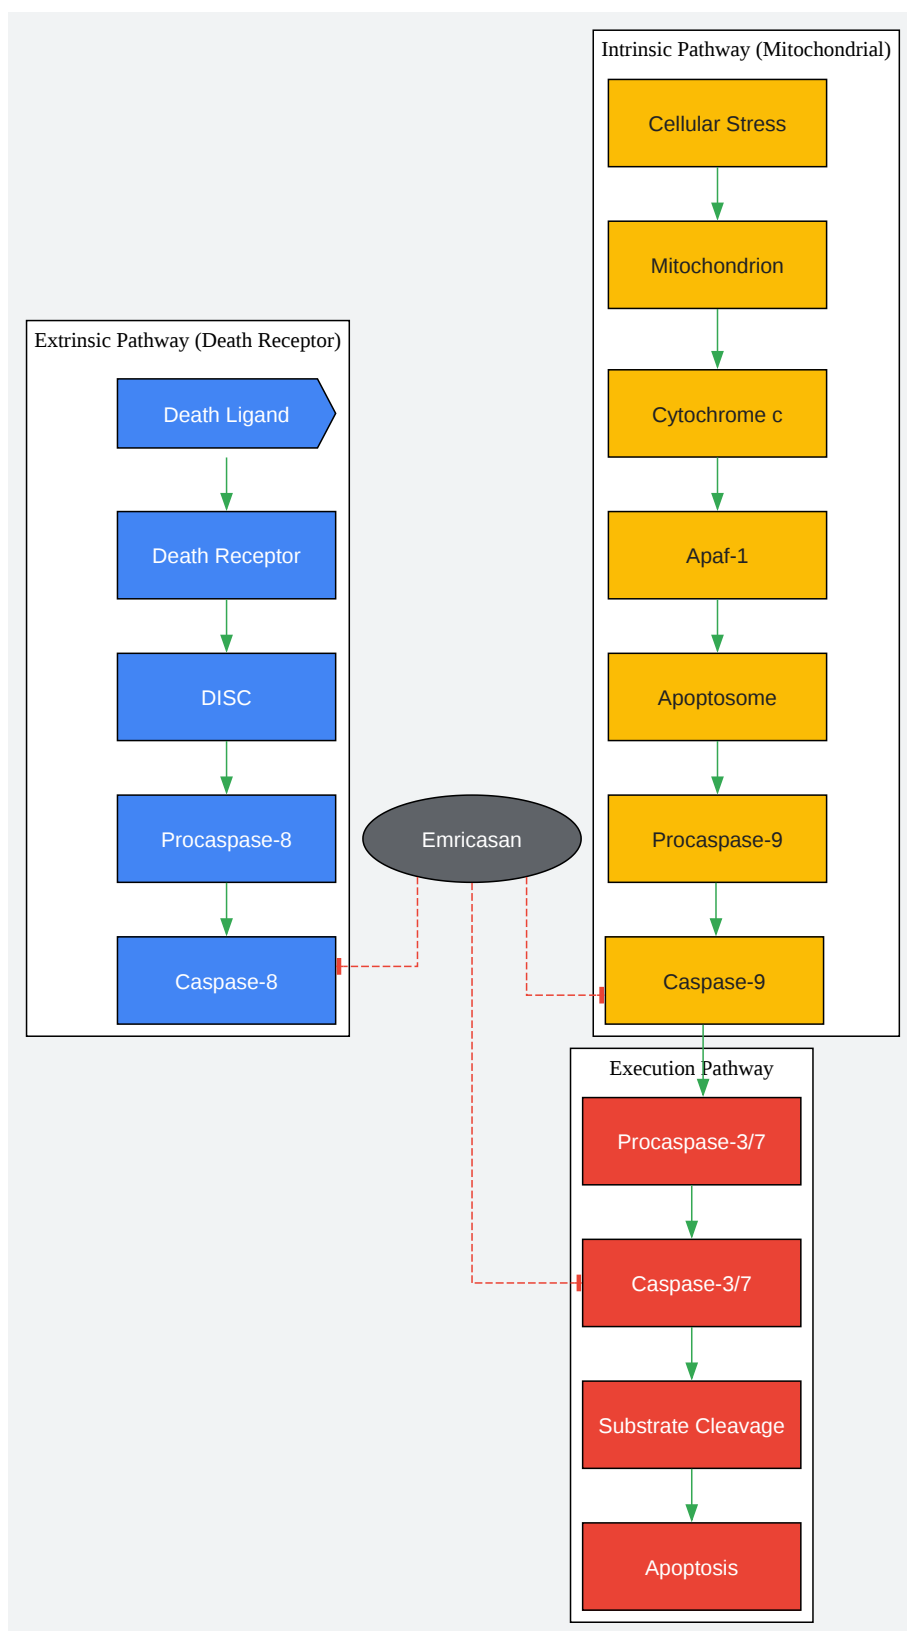 Intrinsic Pathway (Mitochondrial)
Cellular Stress
Mitochondrion
Cytochrome c
Apaf-1
Apoptosome
Procaspase-9
Caspase-9
Extrinsic Pathway (Death Receptor)
Death Ligand
Death Receptor
DISC
Procaspase-8
Caspase-8
Emricasan
Execution Pathway
Procaspase-3/7
Caspase-3/7
Substrate Cleavage
Apoptosis